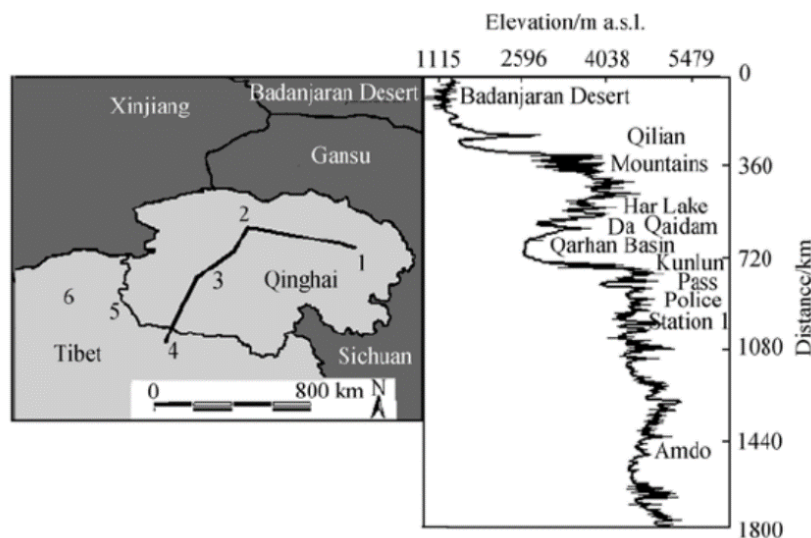 Elevation/m a.s.l.
1115 2596 4038 5479
Xinjiang
Badanjaran Desert
Gansu
2
1
3
Qinghai
6
5
4
Tibet
Sichuan
0 800 km
N
0
Badanjaran Desert
Qilian
Mountains
360
Har Lake
Da Qaidam
Qarhan Basin
720
Kunlun
Pass
Police
Station 1
1080
Amdo
1440
1800
Distance/km